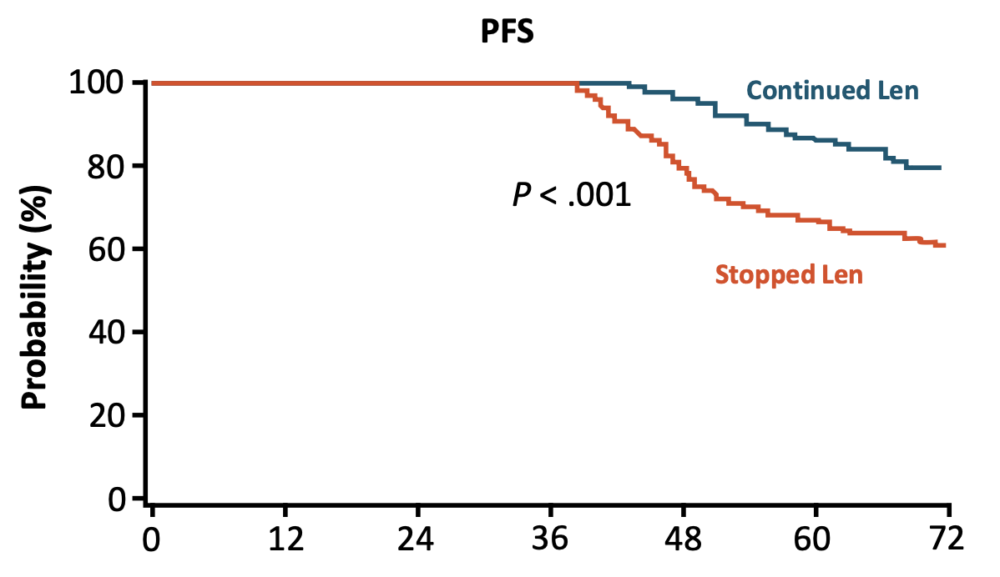 PFS
100
80
60
40
20
0
Probability (%)
Continued Len
P < .001
Stopped Len
0 12 24 36 48 60 72